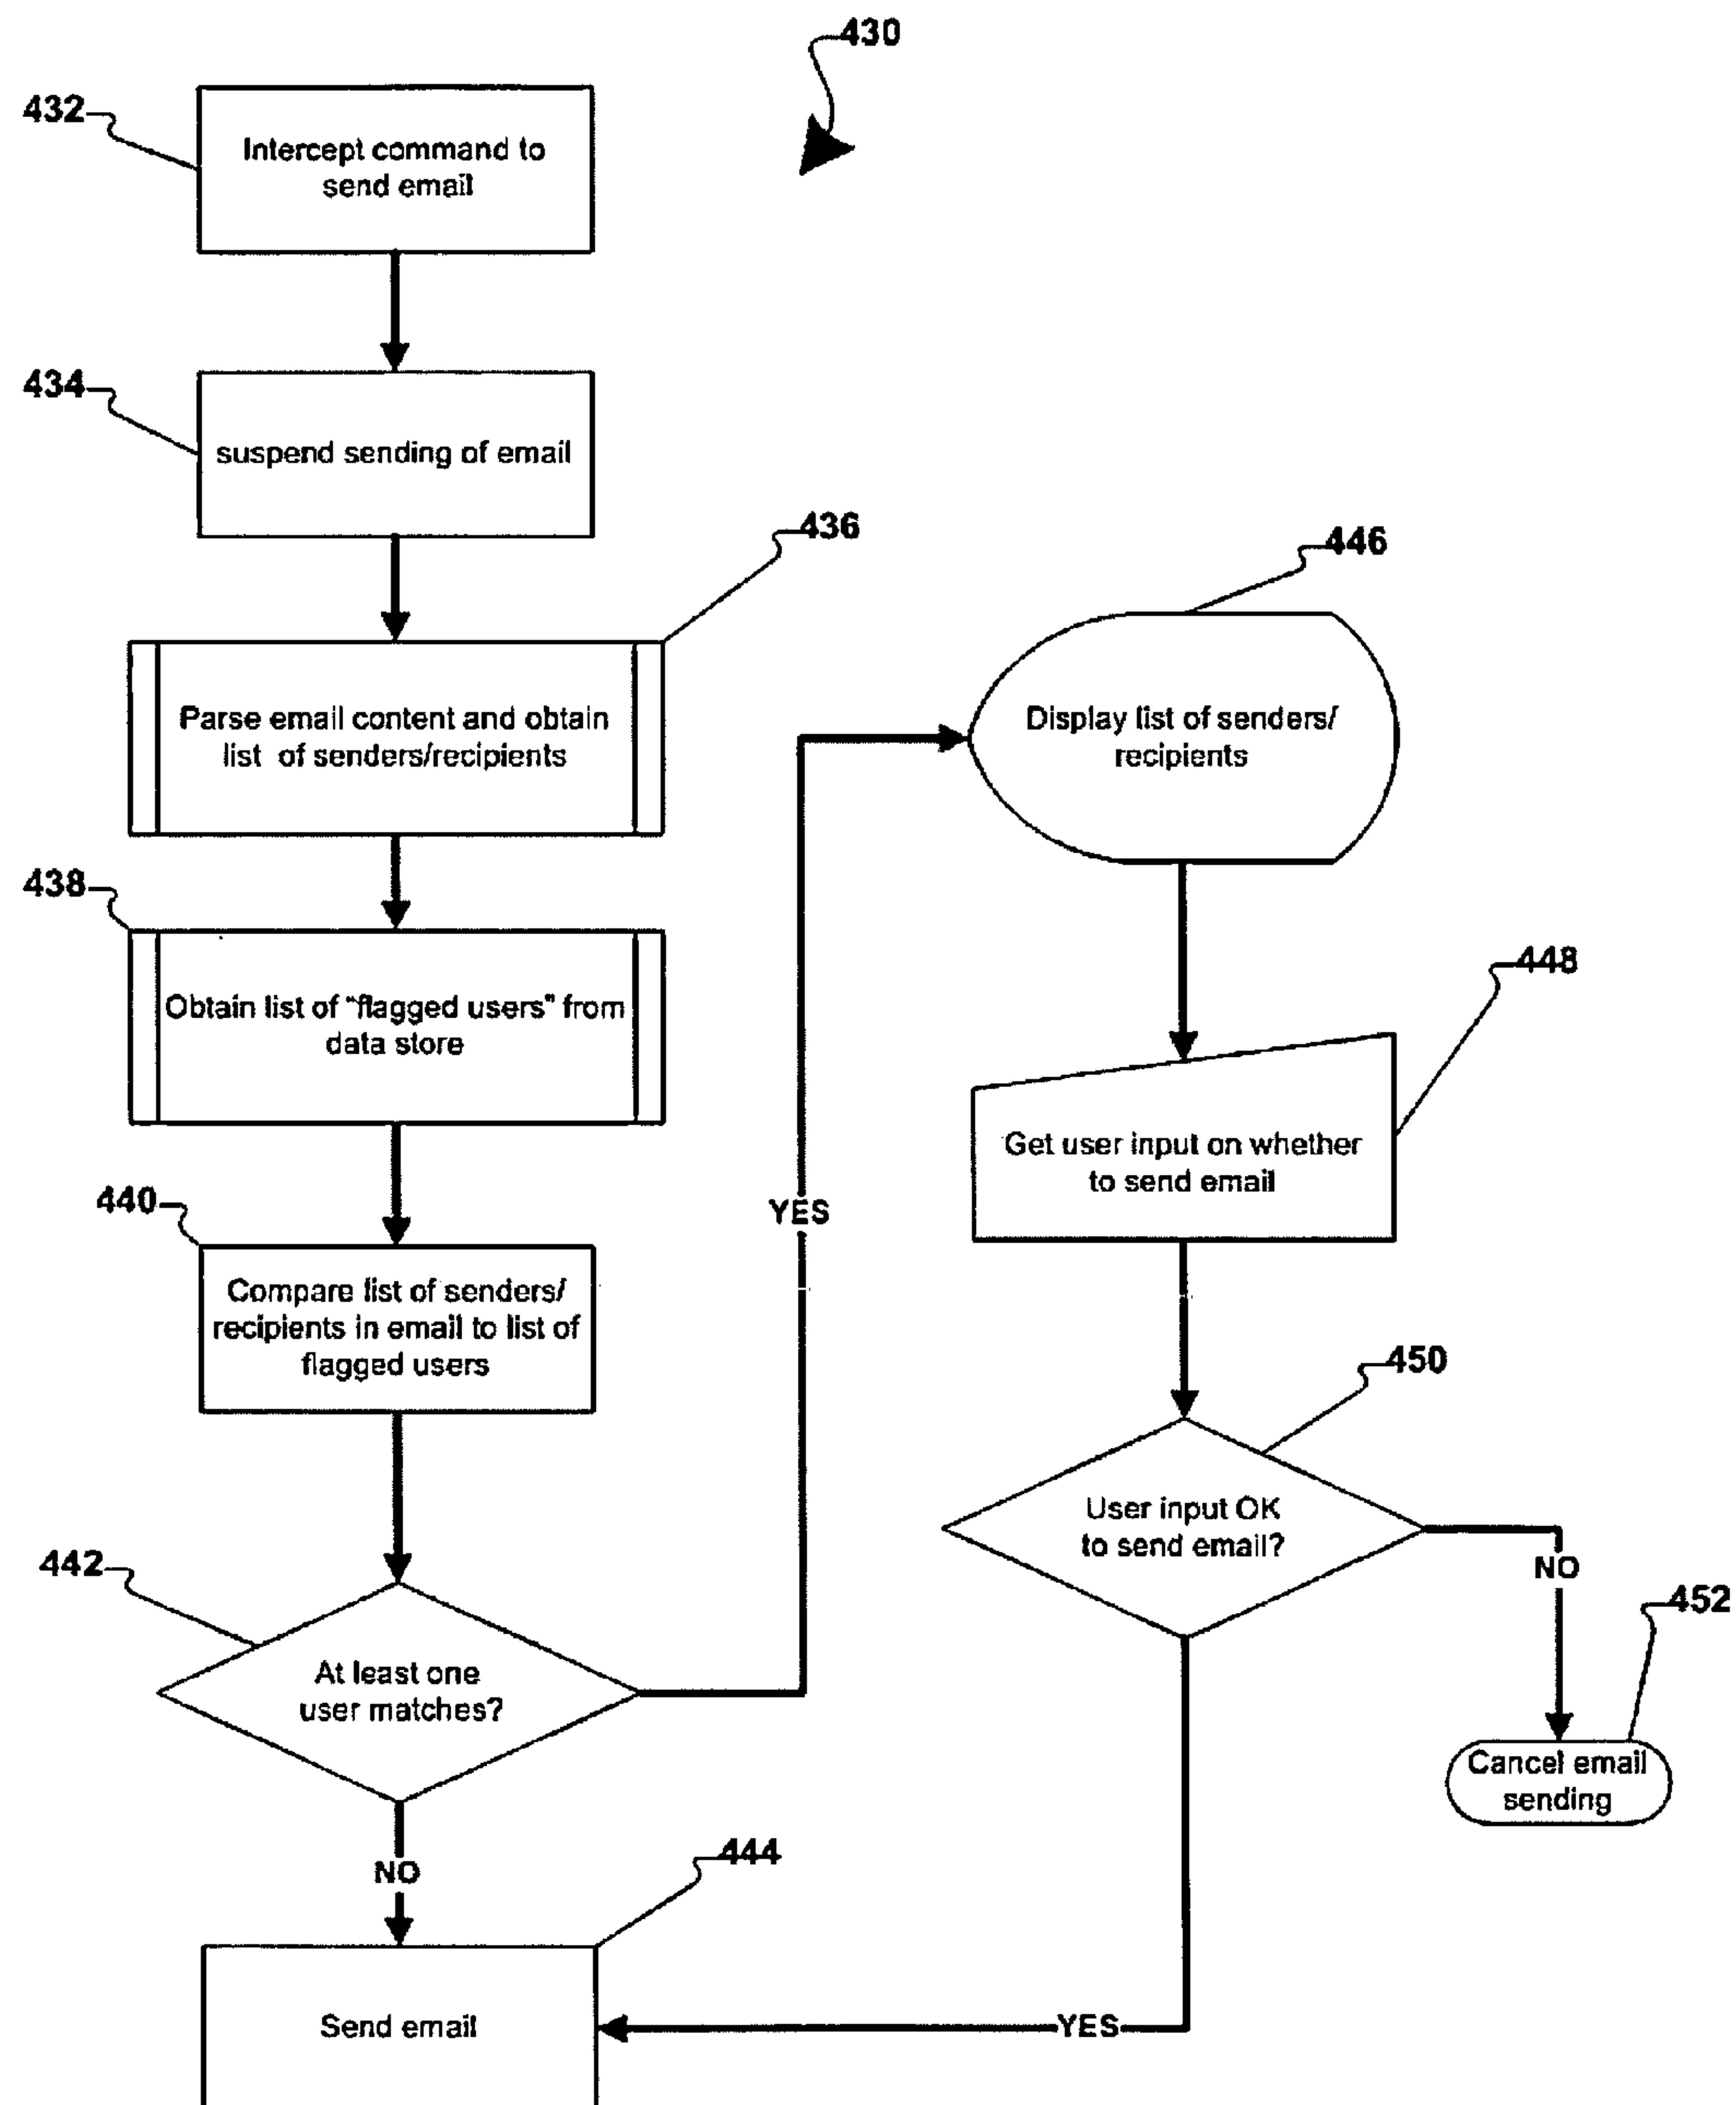 430
432
Intercept command to
send email
434
suspend sending of email
436
Parse email content and obtain
list of senders/recipients
438
Obtain list of "flagged users" from
data store
440
Compare list of senders/
recipients in email to list of
flagged users
442
At least one
user matches?
NO
YES
444
Send email
446
Display list of senders/
recipients
448
Get user input on whether
to send email
450
User input OK
to send email?
NO
452
Cancel email
sending
YES